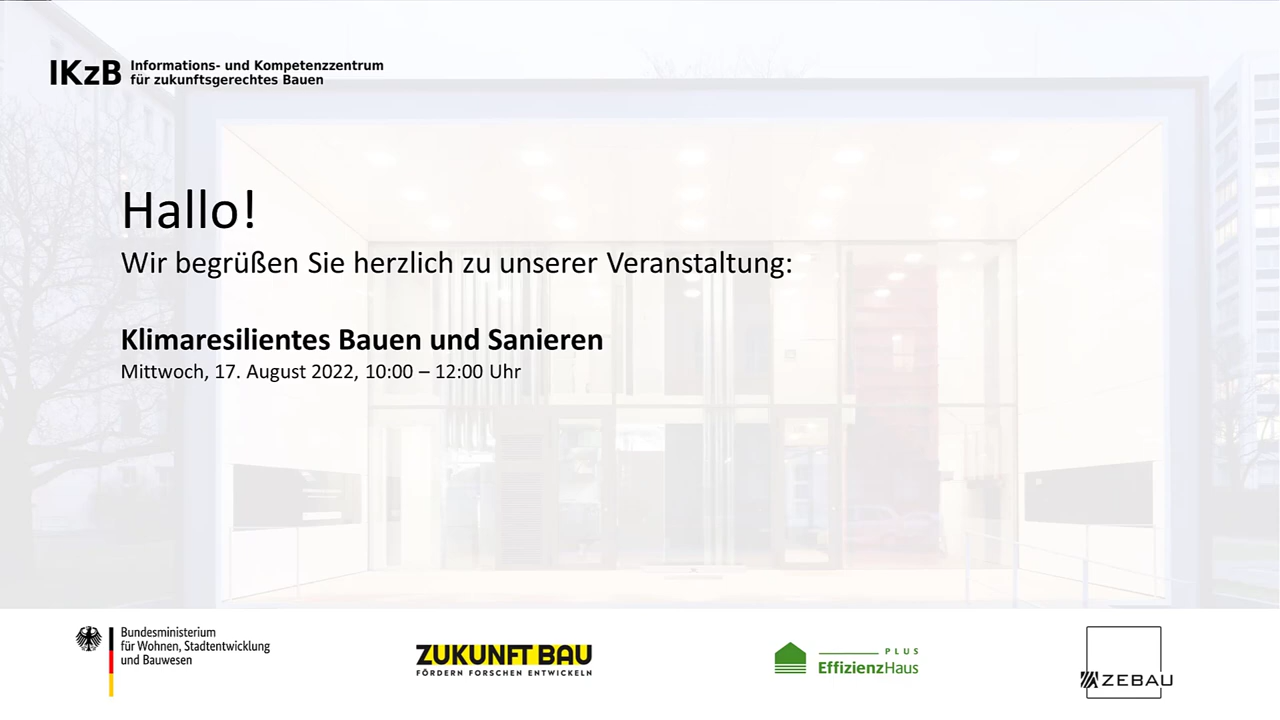 IKzB Informations- und Kompetenzzentrum
für zukunftsgerechtes Bauen
Hallo!
Wir begrüßen Sie herzlich zu unserer Veranstaltung:
Klimaresilientes Bauen und Sanieren
Mittwoch, 17. August 2022, 10:00 – 12:00 Uhr
Bundesministerium
für Wohnen, Stadtentwicklung
und Bauwesen
ZUKUNFT BAU
FÖRDERN FORSCHEN ENTWICKELN
PLUS
EffizienzHaus
ZEBAU